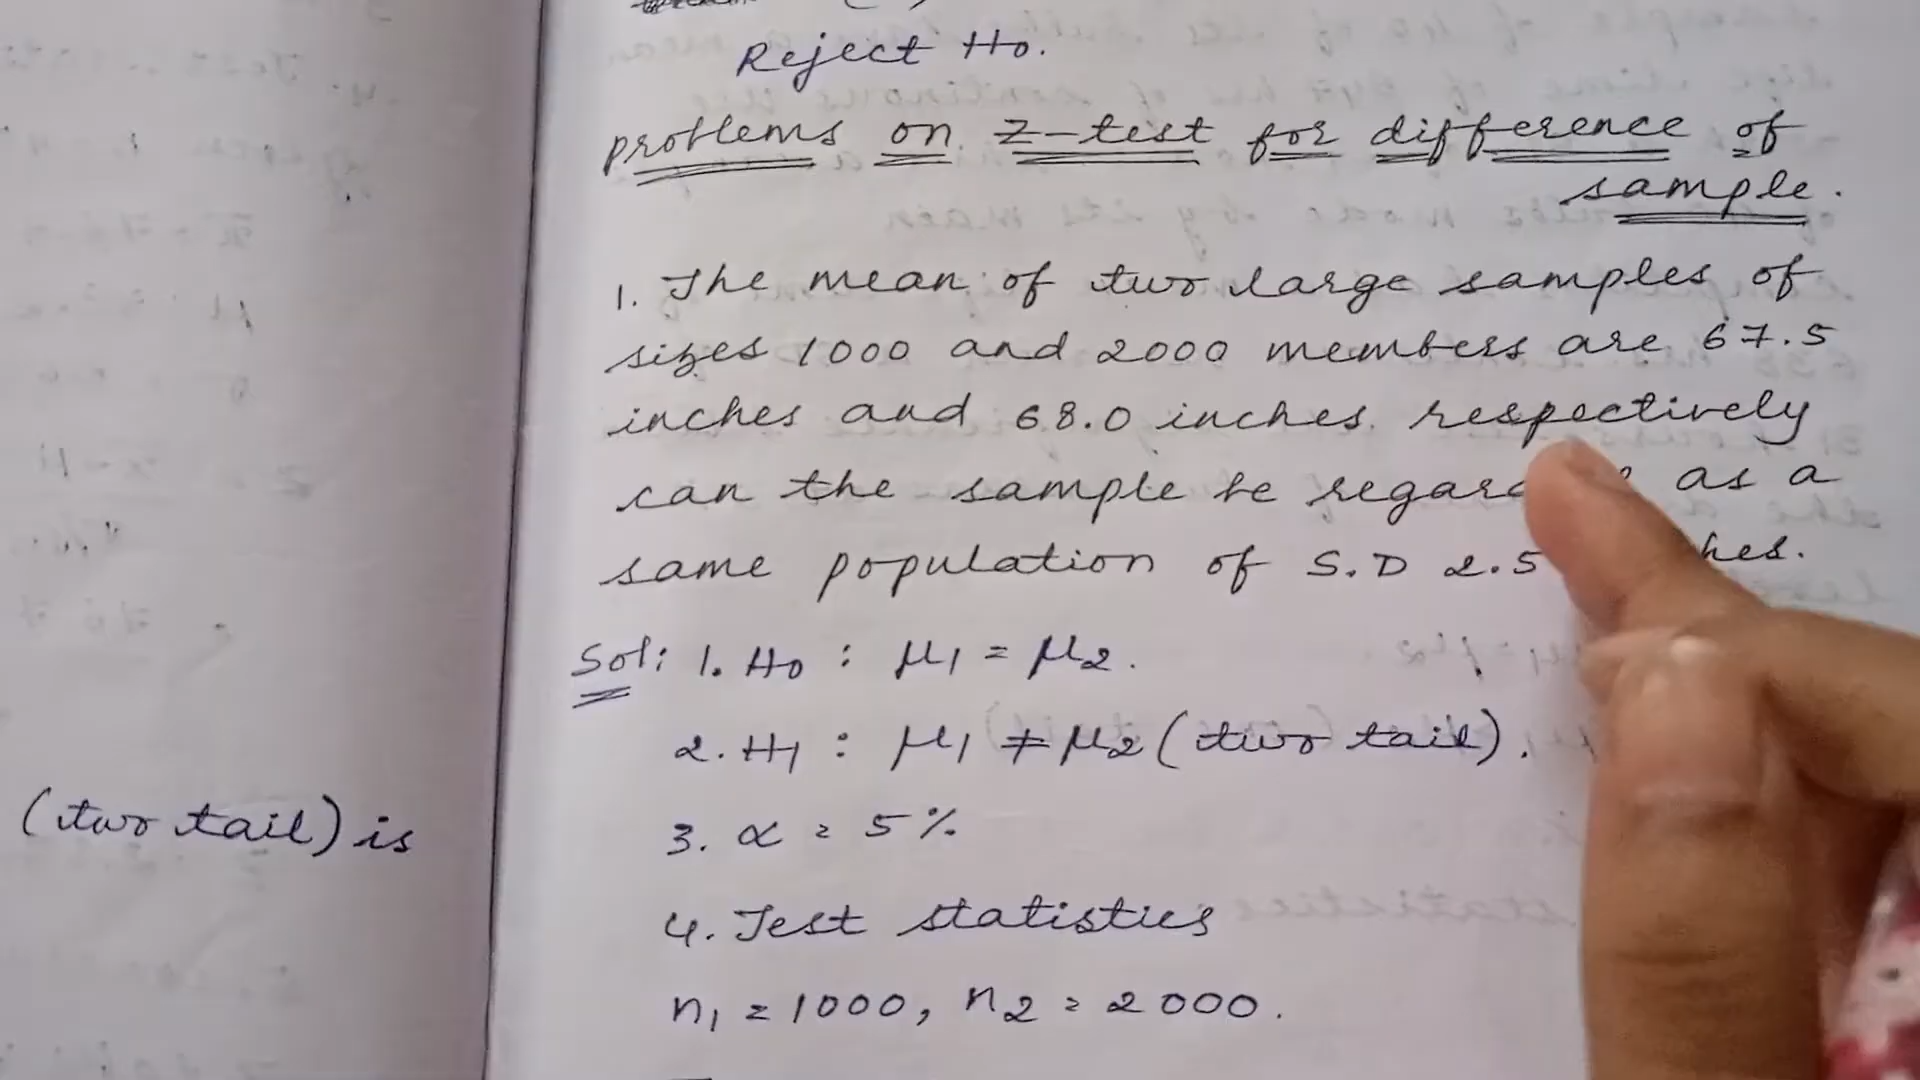 (two tail) is
Reject H0.
problems on Z-test for difference of
sample.
1. The mean of two large samples of
sizes 1000 and 2000 members are 67.5
inches and 68.0 inches respectively
can the sample be as a
same population of S.D 2.5
Sol: 1. H0 : μ1 = μ2.
2. H1 : μ1 ≠ μ2 (two tail).
3. α = 5%
4. Test statistics
n1 = 1000, n2 = 2000.